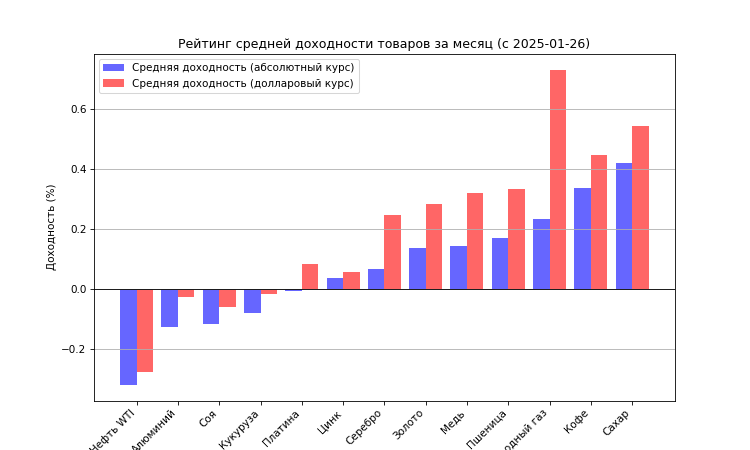 Рейтинг средней доходности товаров за месяц (с 2025-01-26)
Средняя доходность (абсолютный курс)
Средняя доходность (долларовый курс)
Доходность (%)
0.6
0.4
0.2
0.0
−0.2
Нефть WTI
Алюминий
Соя
Кукуруза
Платина
Цинк
Серебро
Золото
Медь
Пшеница
газ
Кофе
Сахар